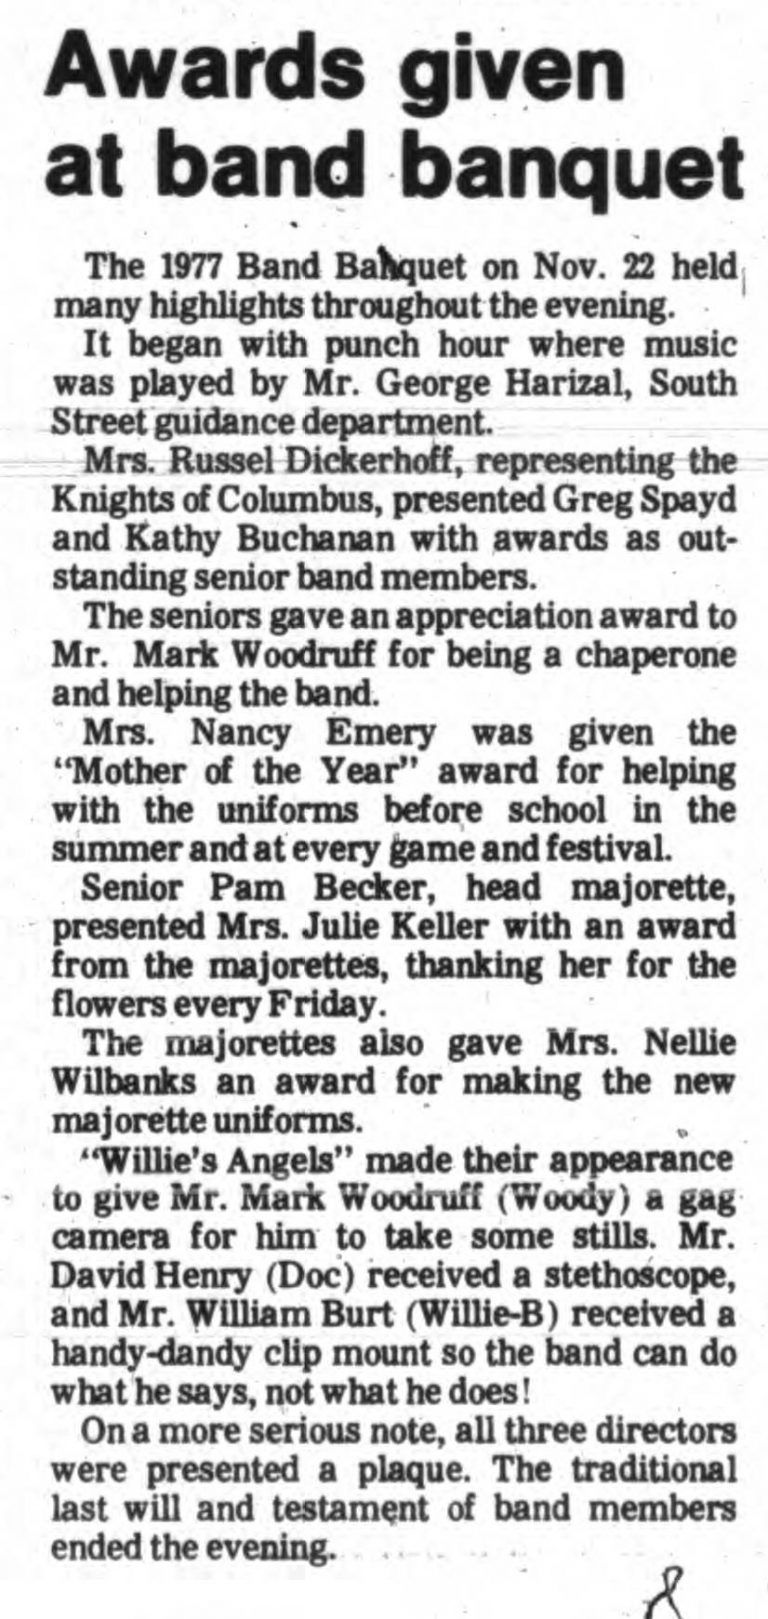 Awards given
at band banquet
The 1977 Band Banquet on Nov. 22 held
many highlights throughout the evening.
It began with punch hour where music
was played by Mr. George Harizal, South
Street guidance department.
Mrs. Russel Dickerhoff, representing the
Knights of Columbus, presented Greg Spayd
and Kathy Buchanan with awards as out-
standing senior band members.
The seniors gave an appreciation award to
Mr. Mark Woodruff for being a chaperone
and helping the band.
Mrs. Nancy Emery was given the
“Mother of the Year” award for helping
with the uniforms before school in the
summer and at every game and festival.
Senior Pam Becker, head majorette,
presented Mrs. Julie Keller with an award
from the majorettes, thanking her for the
flowers every Friday.
The majorettes also gave Mrs. Nellie
Wilbanks an award for making the new
majorette uniforms.
“Willie's Angels” made their appearance
to give Mr. Mark Woodruff (Woody) a gag
camera for him to take some stills. Mr.
David Henry (Doc) received a stethoscope,
and Mr. William Burt (Willie-B) received a
handy-dandy clip mount so the band can do
what he says, not what he does!
On a more serious note, all three directors
were presented a plaque. The traditional
last will and testament of band members
ended the evening.
8